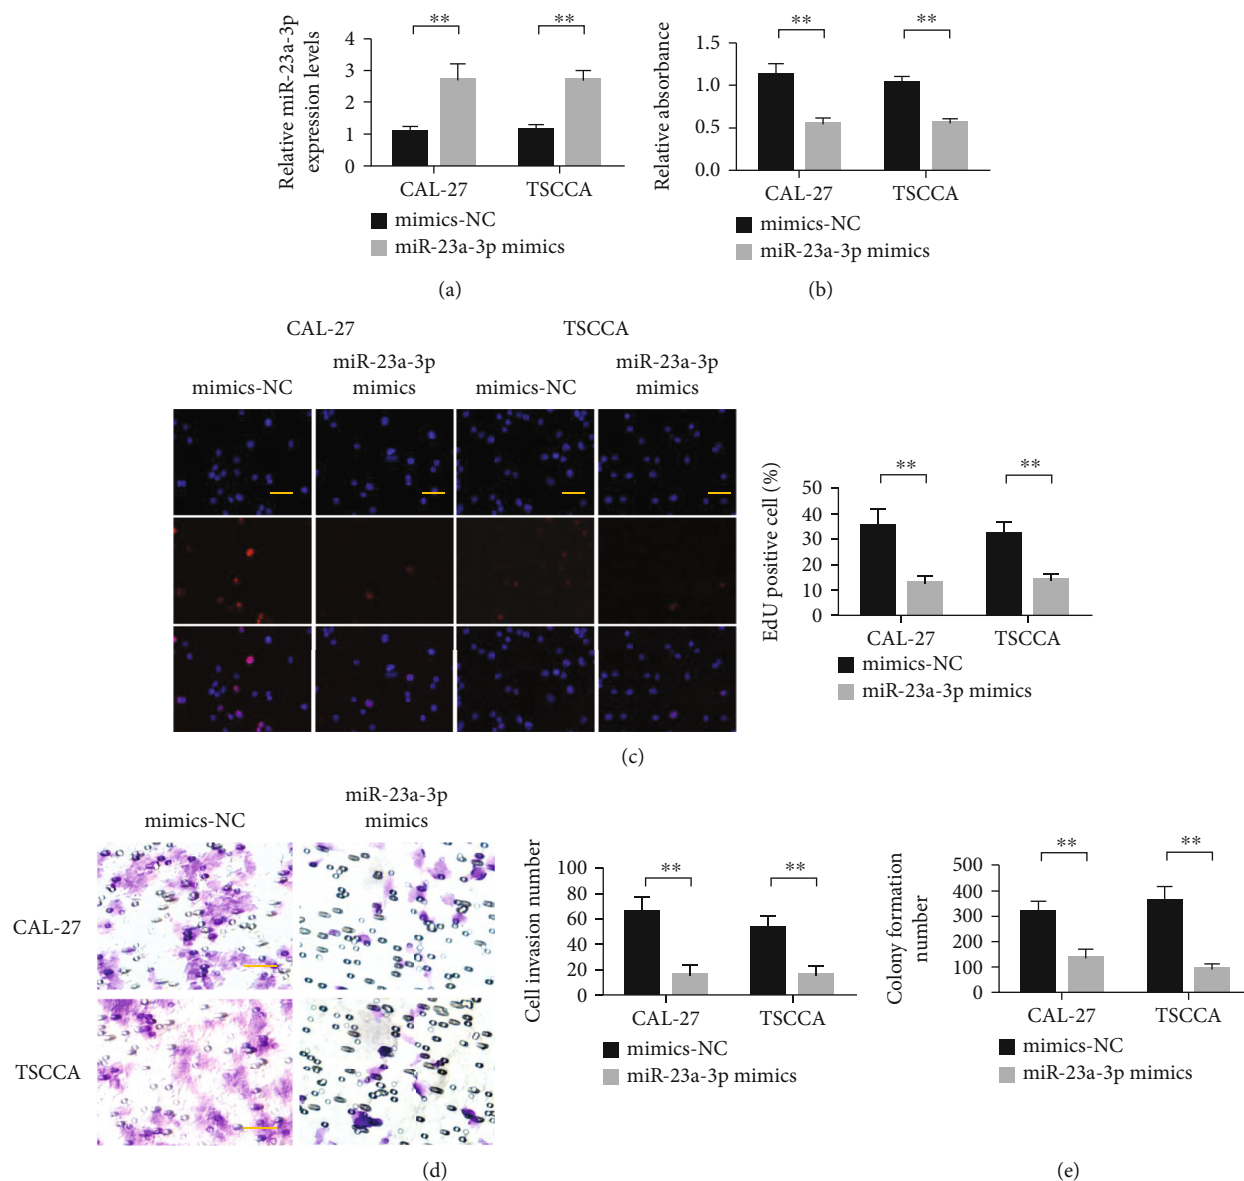 ** **
Relative miR-23a-3p
expression levels
4
3
2
1
0
CAL-27 TSCCA
mimics-NC
miR-23a-3p mimics
(a)
** **
Relative absorbance
1.5
1.0
0.5
0.0
CAL-27 TSCCA
mimics-NC
miR-23a-3p mimics
(b)
CAL-27 TSCCA
mimics-NC
miR-23a-3p
mimics
mimics-NC
miR-23a-3p
mimics
** **
EdU positive cell (%)
50
40
30
20
10
0
CAL-27 TSCCA
mimics-NC
miR-23a-3p mimics
(c)
mimics-NC
miR-23a-3p
mimics
CAL-27
TSCCA
** **
Cell invasion number
100
80
60
40
20
0
CAL-27 TSCCA
mimics-NC
miR-23a-3p mimics
(d)
** **
Colony formation
number
500
400
300
200
100
0
CAL-27 TSCCA
mimics-NC
miR-23a-3p mimics
(e)